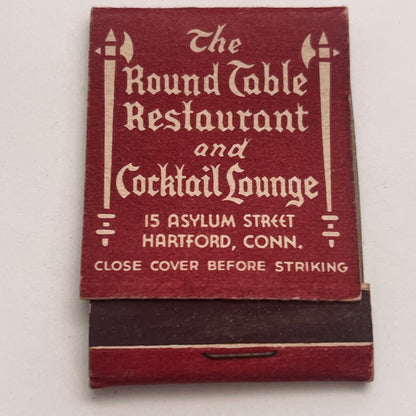 The
Round Table
Restaurant
and
Cocktail Lounge
15 ASYLUM STREET
HARTFORD, CONN.
CLOSE COVER BEFORE STRIKING